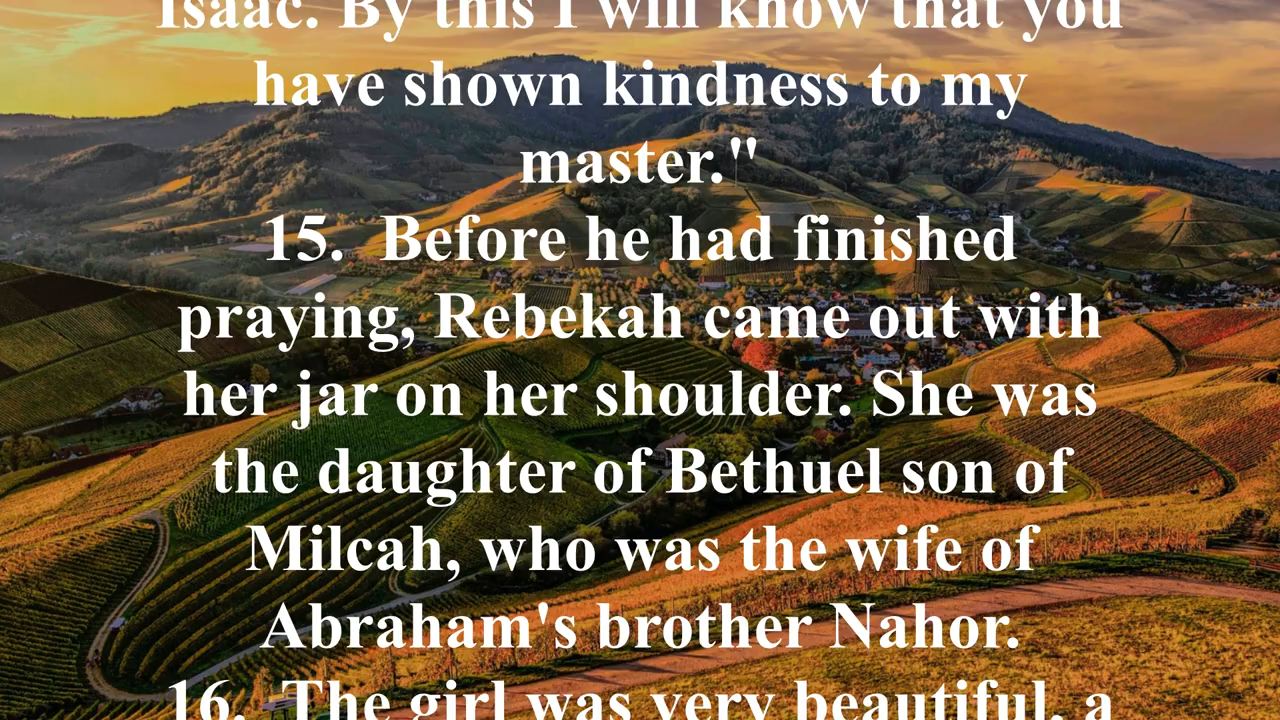 Isaac. By this I will know that you
have shown kindness to my
master."
15. Before he had finished
praying, Rebekah came out with
her jar on her shoulder. She was
the daughter of Bethuel son of
Milcah, who was the wife of
Abraham's brother Nahor.
16. The girl was very beautiful, a